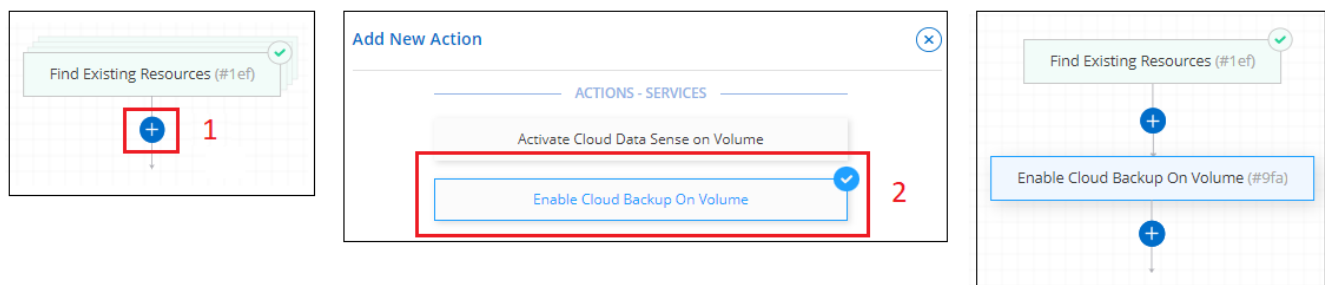 Find Existing Resources (#1ef)
1
Add New Action
ACTIONS - SERVICES
Activate Cloud Data Sense on Volume
Enable Cloud Backup On Volume
2
Find Existing Resources (#1ef)
Enable Cloud Backup On Volume (#9fa)